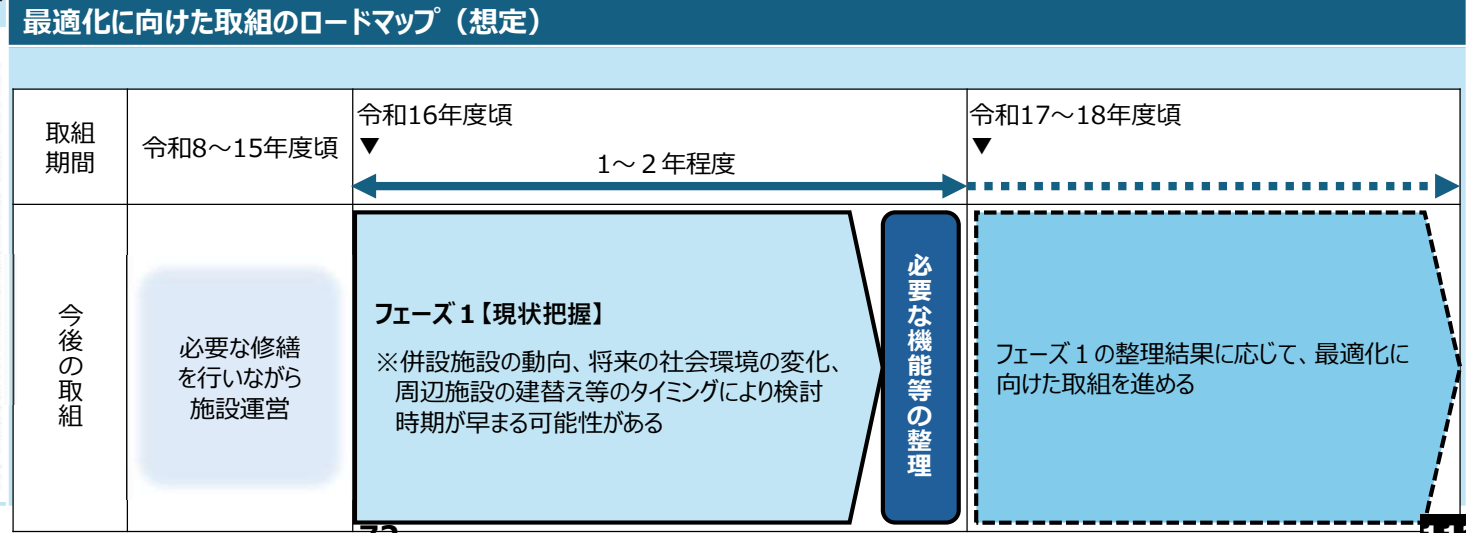 最適化に向けた取組のロードマップ（想定）
取組
期間
令和8～15年度頃
令和16年度頃
▼
1～２年程度
令和17～18年度頃
▼
今後の取組
必要な修繕
を行いながら
施設運営
フェーズ１【現状把握】
※併設施設の動向、将来の社会環境の変化、
周辺施設の建替え等のタイミングにより検討
時期が早まる可能性がある
必要な機能等の整理
フェーズ１の整理結果に応じて、最適化に
向けた取組を進める